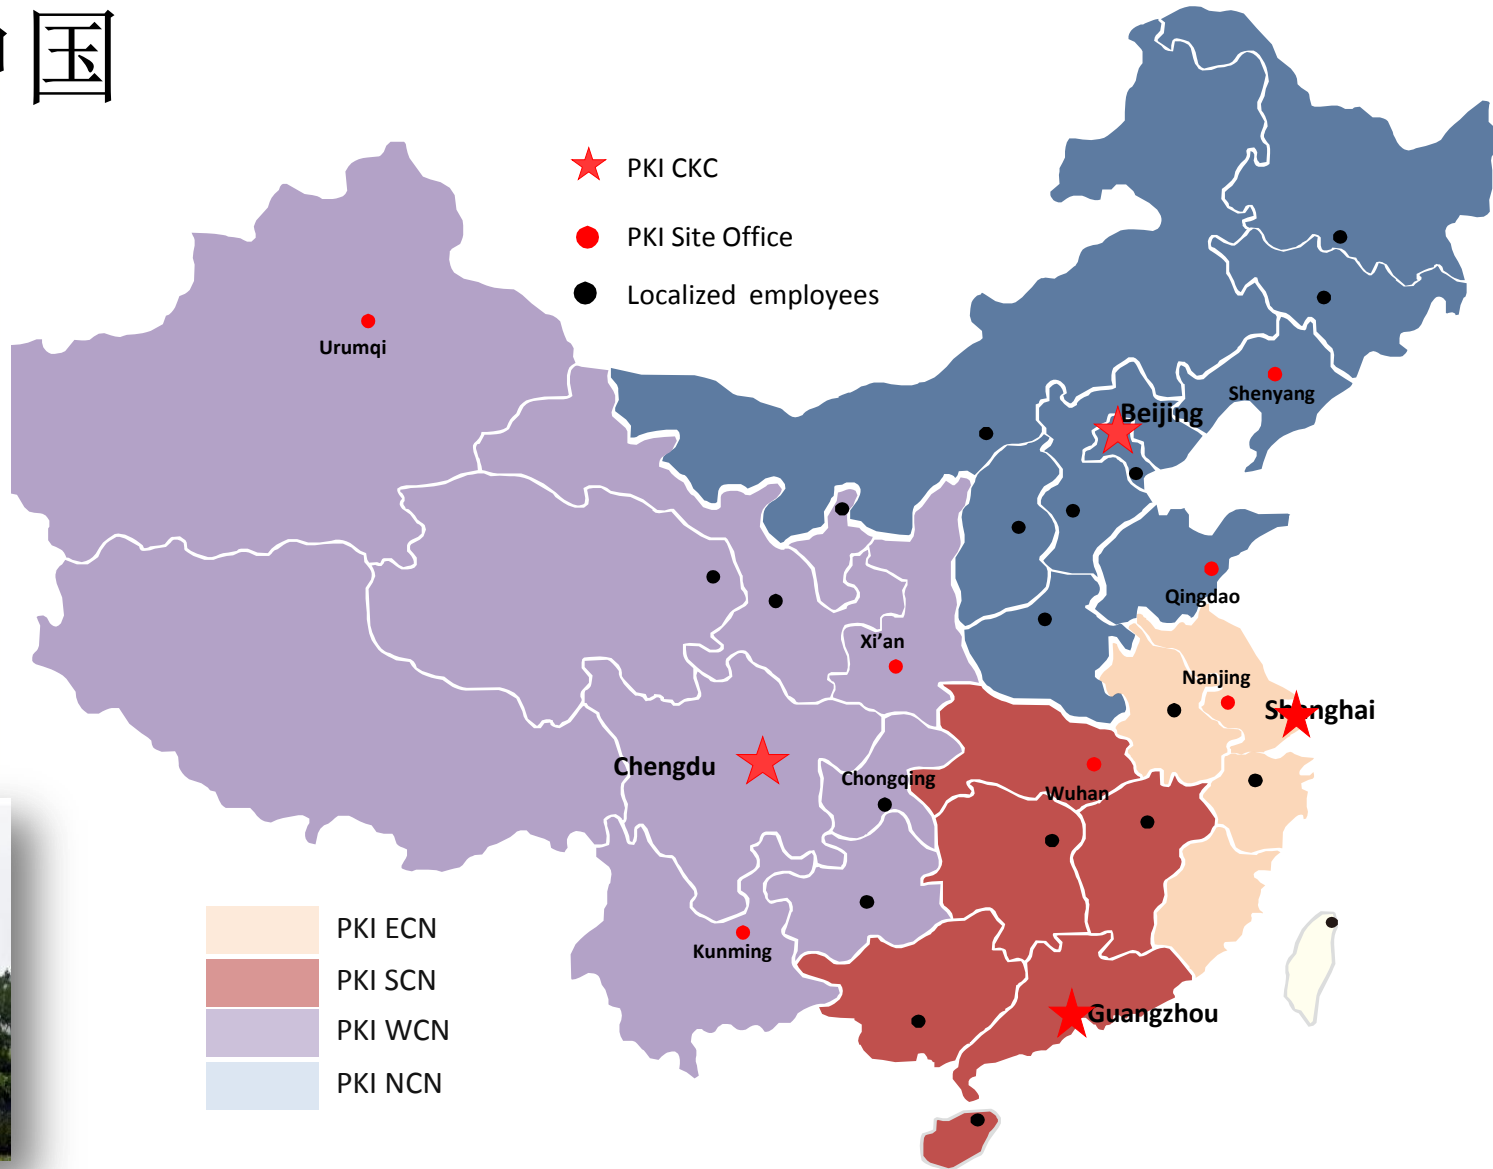 中国
PKI CKC
PKI Site Office
Localized employees
Urumqi
Shenyang
Beijing
Qingdao
Xi'an
Nanjing
Shanghai
Chengdu
Chongqing
Wuhan
Kunming
Guangzhou
PKI ECN
PKI SCN
PKI WCN
PKI NCN